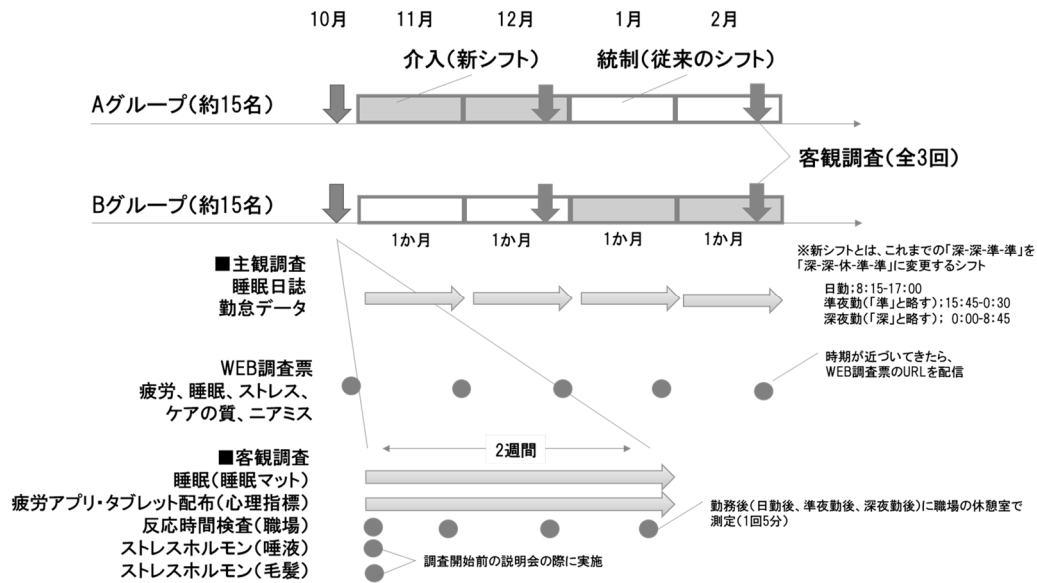 10月 11月 12月 1月 2月
介入(新シフト) 統制(従来のシフト)
Aグループ(約15名)
客観調査(全3回)
Bグループ(約15名)
1か月 1か月 1か月 1か月
※新シフトとは、これまでの「深-深-準-準」を
「深-深-休-準-準」に変更するシフト
日勤;8:15-17:00
準夜勤(「準」と略す);15:45-0:30
深夜勤(「深」と略す); 0:00-8:45
■主観調査
睡眠日誌
勤怠データ
時期が近づいてきたら、
WEB調査票のURLを配信
WEB調査票
疲労、睡眠、ストレス、
ケアの質、ニアミス
2週間
■客観調査
睡眠(睡眠マット)
疲労アプリ・タブレット配布(心理指標)
反応時間検査(職場)
ストレスホルモン(唾液)
ストレスホルモン(毛髪)
勤務後(日勤後、準夜勤後、深夜勤後)に職場の休憩室で
測定(1回5分)
調査開始前の説明会の際に実施